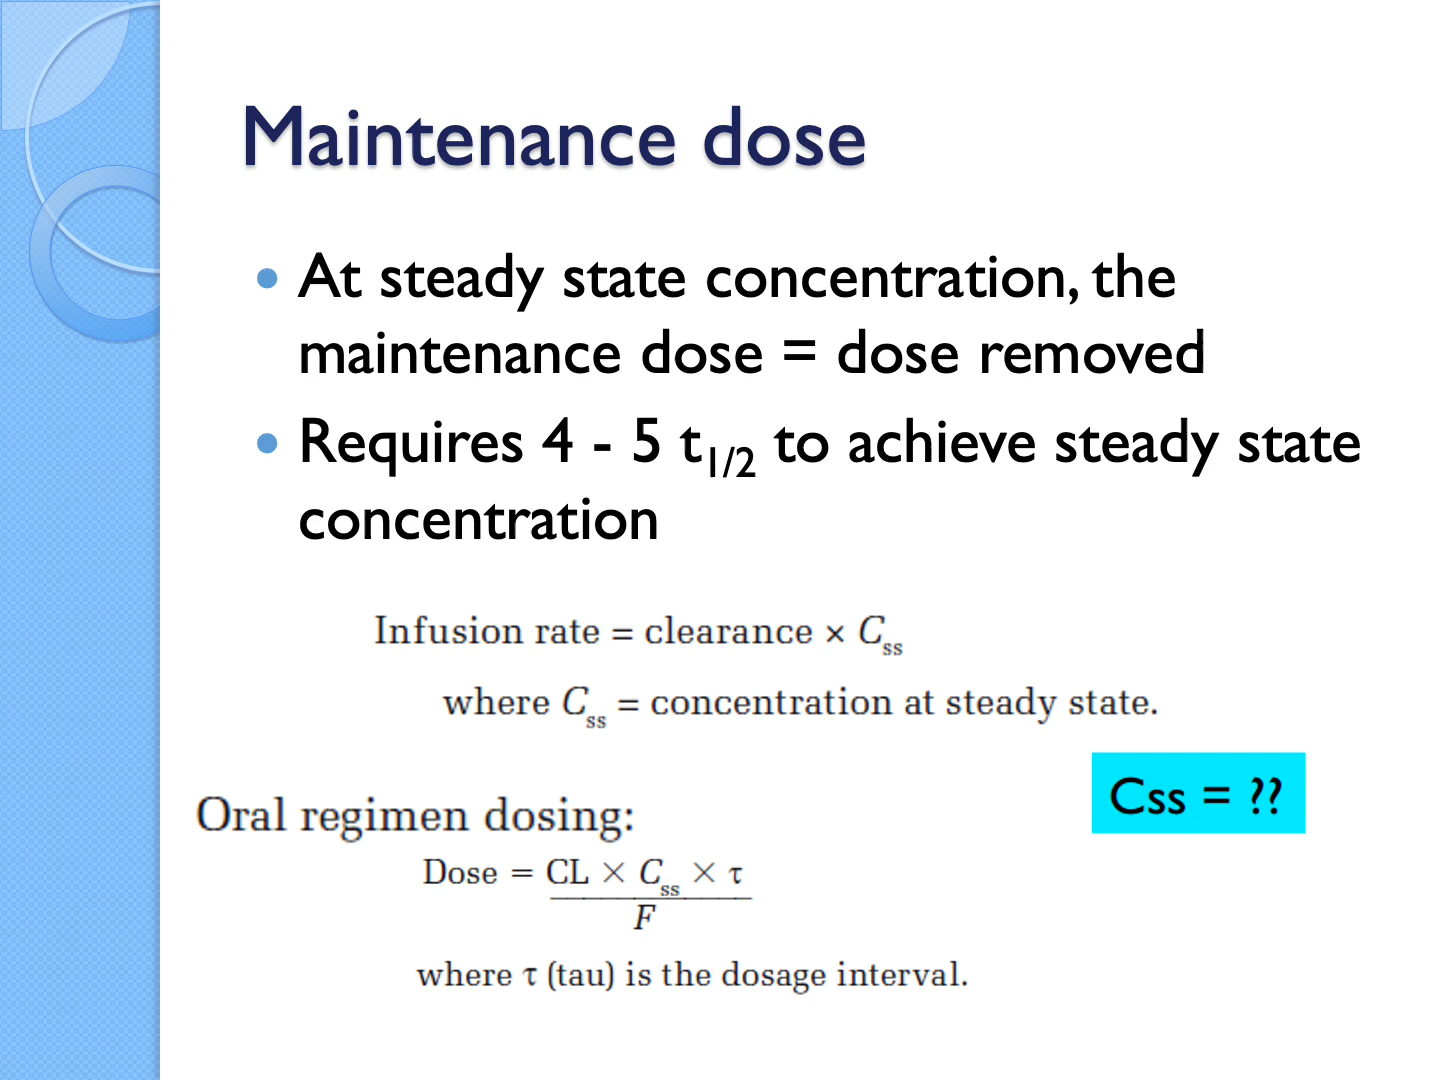 Maintenance dose
• At steady state concentration, the
maintenance dose = dose removed
• Requires 4 - 5 t1/2 to achieve steady state
concentration
Infusion rate = clearance × Css
where Css = concentration at steady state.
Css = ??
Oral regimen dosing:
Dose = CL × Css × τ
F
where τ (tau) is the dosage interval.